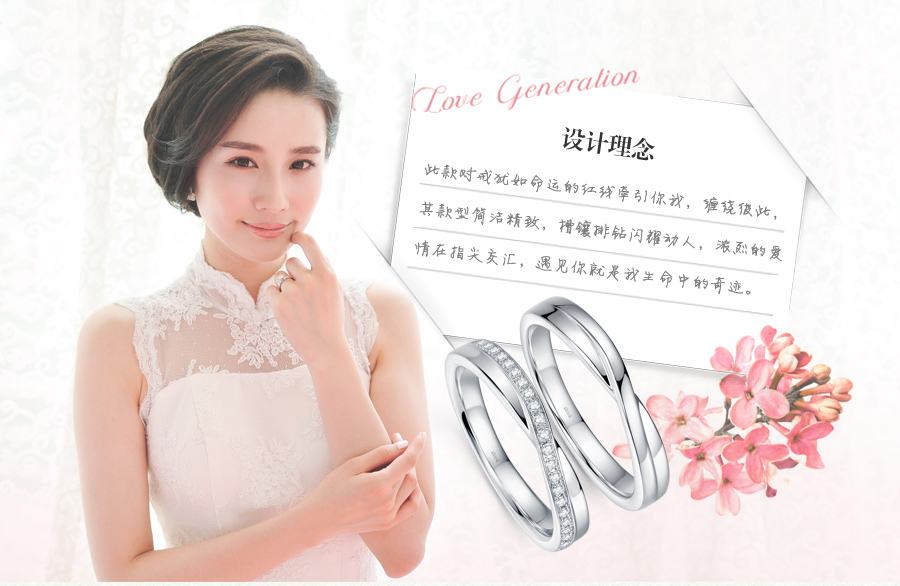 Love Generation
设计理念
此款对戒犹如命运的红线牵引你我，缠绕彼此，
其款型简洁精致，槽镶排钻闪耀动人，浓烈的爱
情在指尖交汇，遇见你就是我生命中的奇迹。